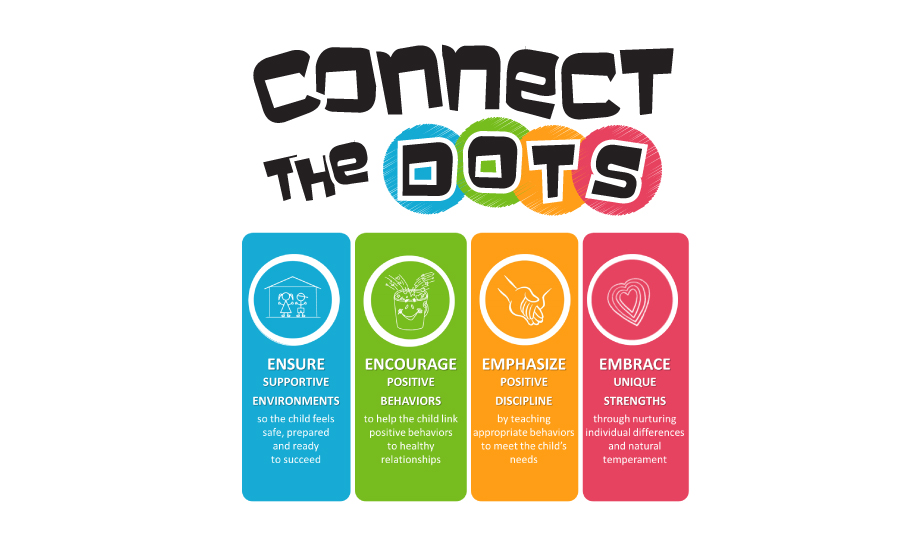 CONNECT
THE DOTS
ENSURE
SUPPORTIVE
ENVIRONMENTS
so the child feels
safe, prepared
and ready
to succeed
ENCOURAGE
POSITIVE
BEHAVIORS
to help the child link
positive behaviors
to healthy
relationships
EMPHASIZE
POSITIVE
DISCIPLINE
by teaching
appropriate behaviors
to meet the child's
needs
EMBRACE
UNIQUE
STRENGTHS
through nurturing
individual differences
and natural
temperament